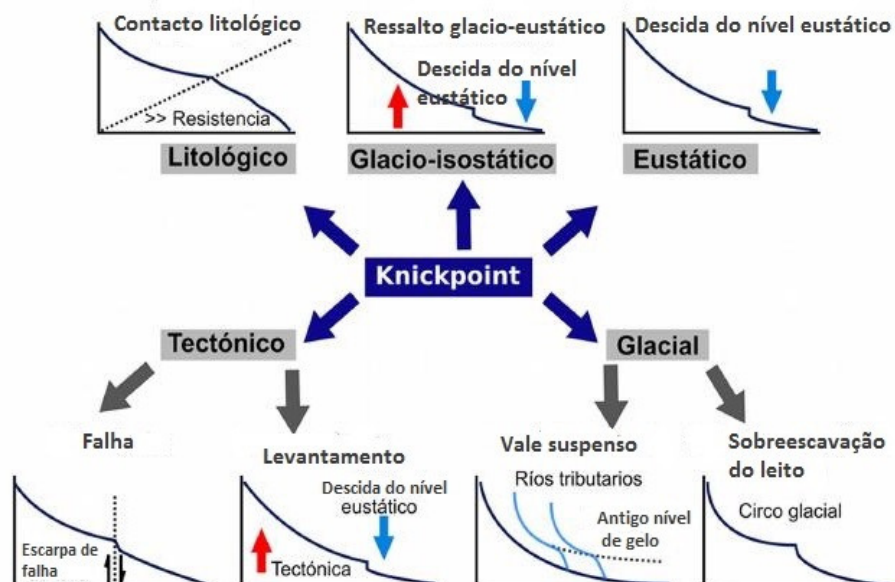 Contacto litológico
>> Resistencia
Litológico
Ressalto glacio-eustático
Descida do nível
eustático
Glacio-isostático
Descida do nível eustático
Eustático
Knickpoint
Tectónico
Glacial
Falha
Escarpa de
falha
Levantamento
Descida do nível
eustático
Tectónica
Vale suspenso
Ríos tributarios
Antigo nível
de gelo
Sobreescavação
do leito
Circo glacial